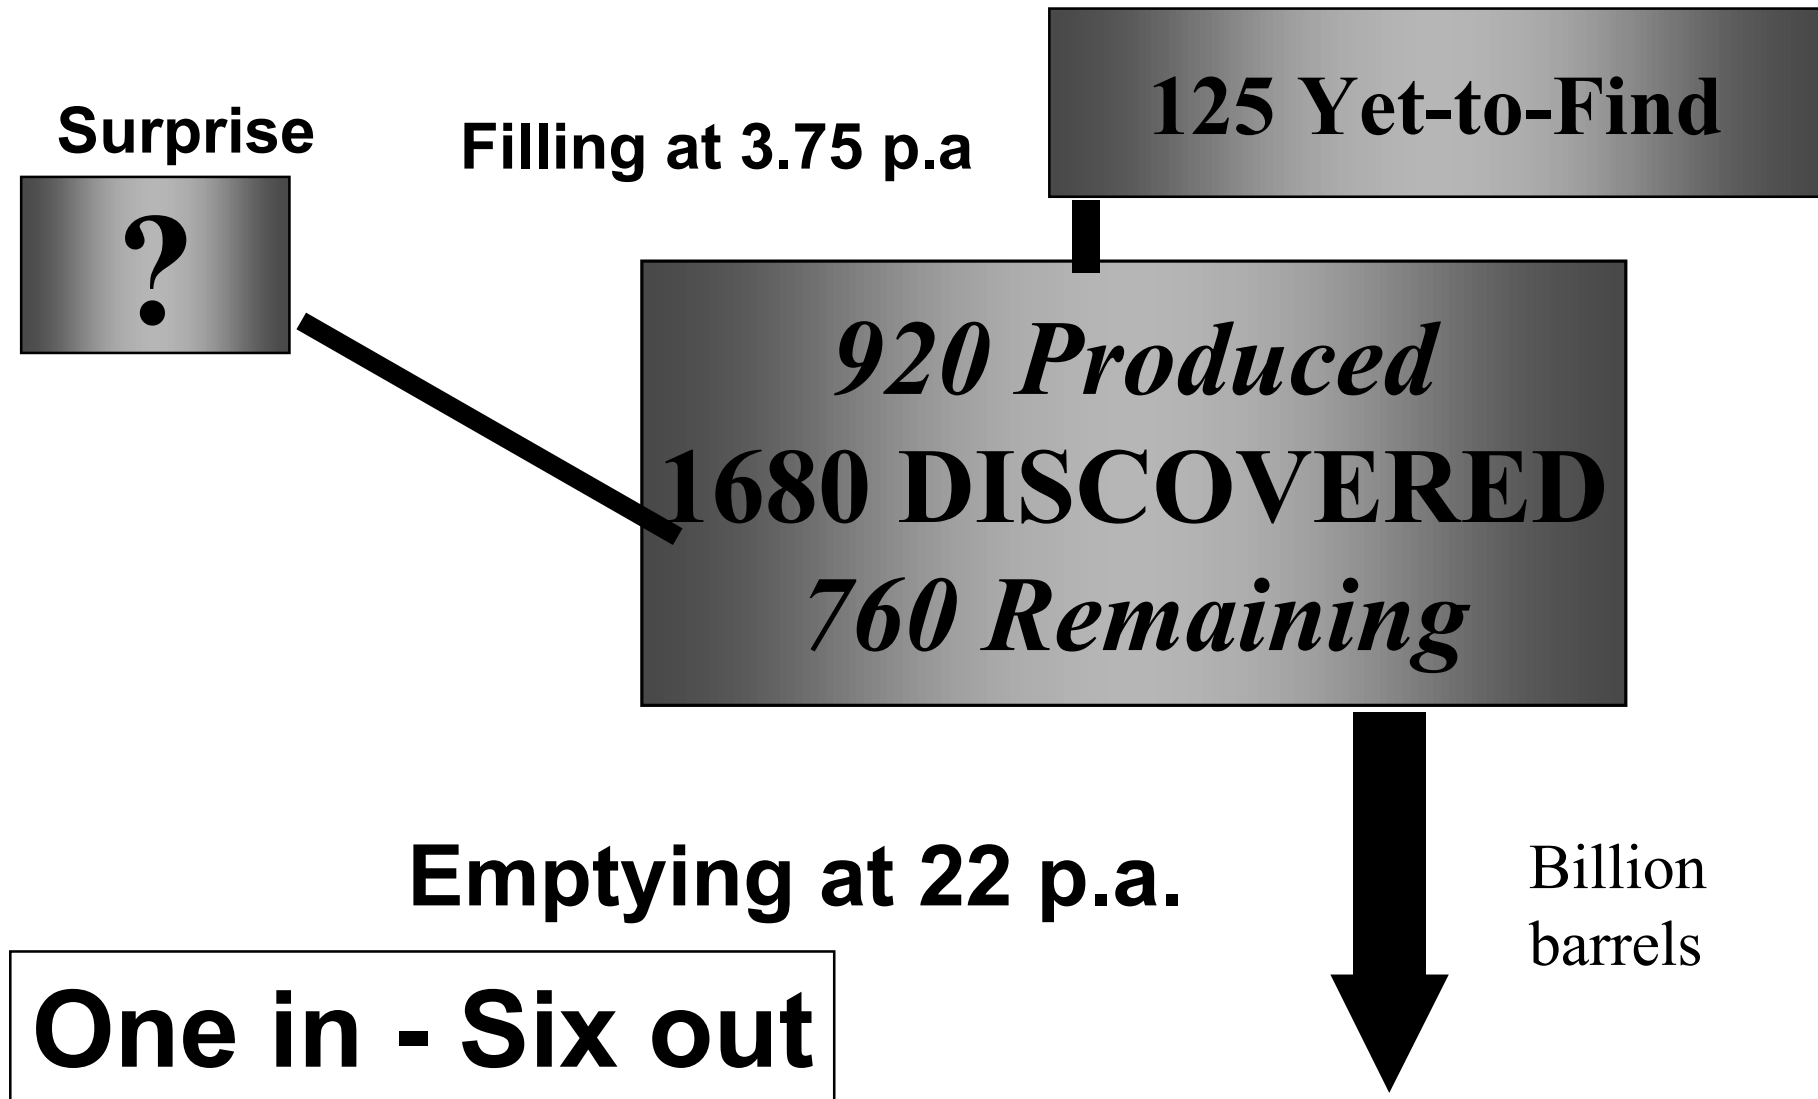 125 Yet-to-Find
Surprise
Filling at 3.75 p.a
?
920 Produced
1680 DISCOVERED
760 Remaining
Emptying at 22 p.a.
Billion
barrels
One in - Six out